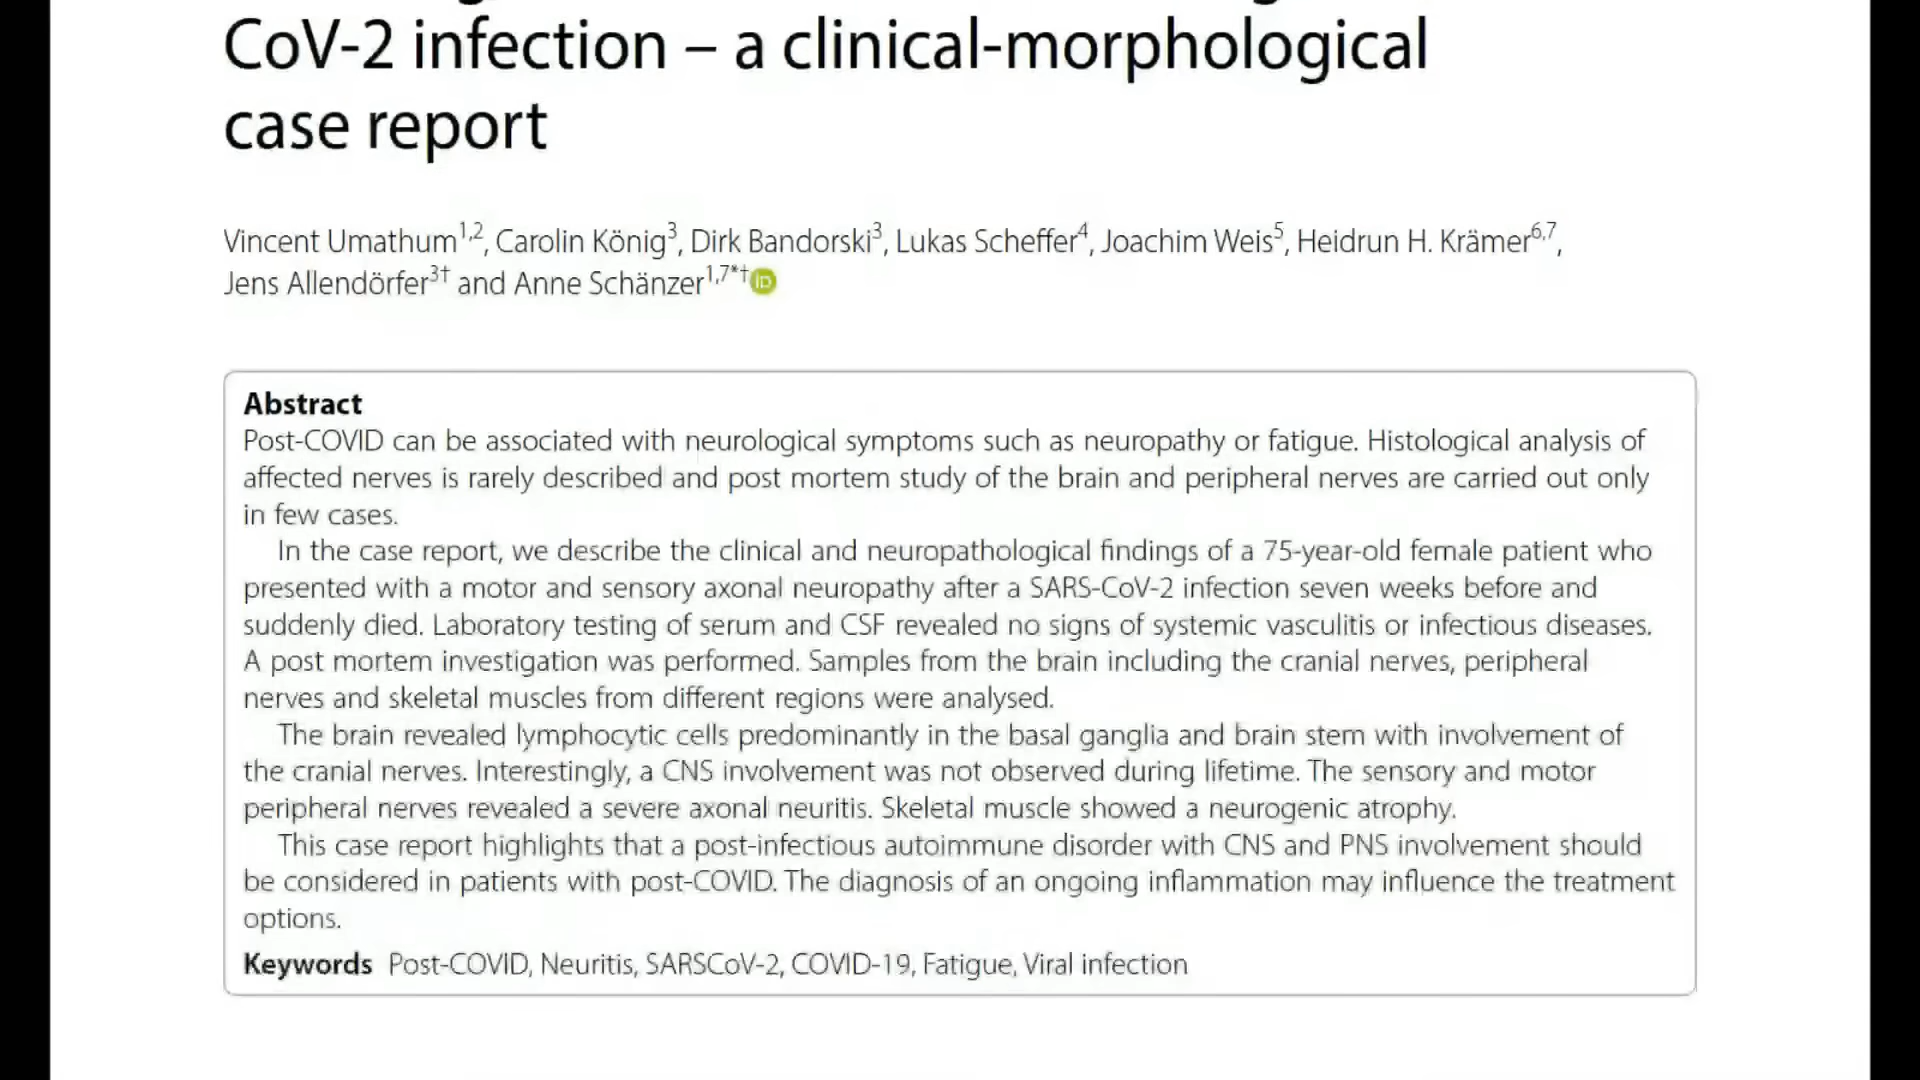 CoV-2 infection – a clinical-morphological
case report
Vincent Umathum1,2, Carolin König3, Dirk Bandorski3, Lukas Scheffer4, Joachim Weis5, Heidrun H. Krämer6,7,
Jens Allendörfer3† and Anne Schänzer1,7*† iD
Abstract
Post-COVID can be associated with neurological symptoms such as neuropathy or fatigue. Histological analysis of
affected nerves is rarely described and post mortem study of the brain and peripheral nerves are carried out only
in few cases.
In the case report, we describe the clinical and neuropathological findings of a 75-year-old female patient who
presented with a motor and sensory axonal neuropathy after a SARS-CoV-2 infection seven weeks before and
suddenly died. Laboratory testing of serum and CSF revealed no signs of systemic vasculitis or infectious diseases.
A post mortem investigation was performed. Samples from the brain including the cranial nerves, peripheral
nerves and skeletal muscles from different regions were analysed.
The brain revealed lymphocytic cells predominantly in the basal ganglia and brain stem with involvement of
the cranial nerves. Interestingly, a CNS involvement was not observed during lifetime. The sensory and motor
peripheral nerves revealed a severe axonal neuritis. Skeletal muscle showed a neurogenic atrophy.
This case report highlights that a post-infectious autoimmune disorder with CNS and PNS involvement should
be considered in patients with post-COVID. The diagnosis of an ongoing inflammation may influence the treatment
options.
Keywords Post-COVID, Neuritis, SARSCoV-2, COVID-19, Fatigue, Viral infection